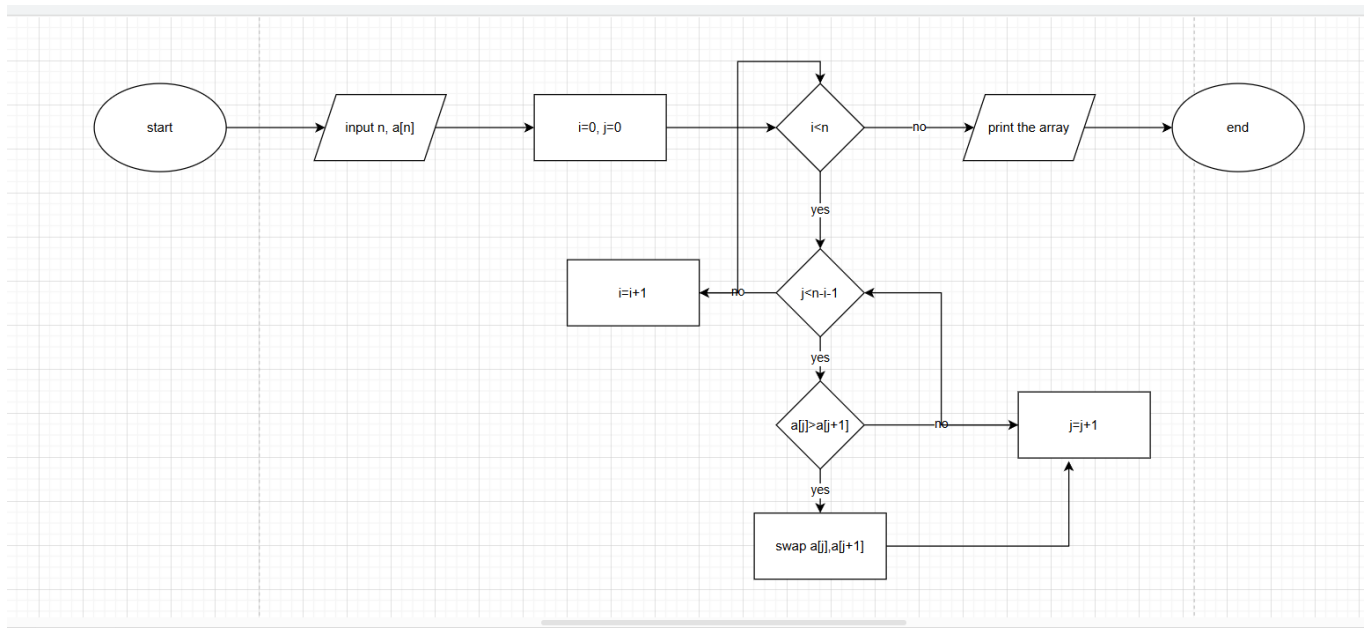 start
input n, a[n]
i=0, j=0
i<n
no
print the array
end
yes
i=i+1
no
j<n-i-1
yes
a[j]>a[j+1]
no
j=j+1
yes
swap a[j],a[j+1]